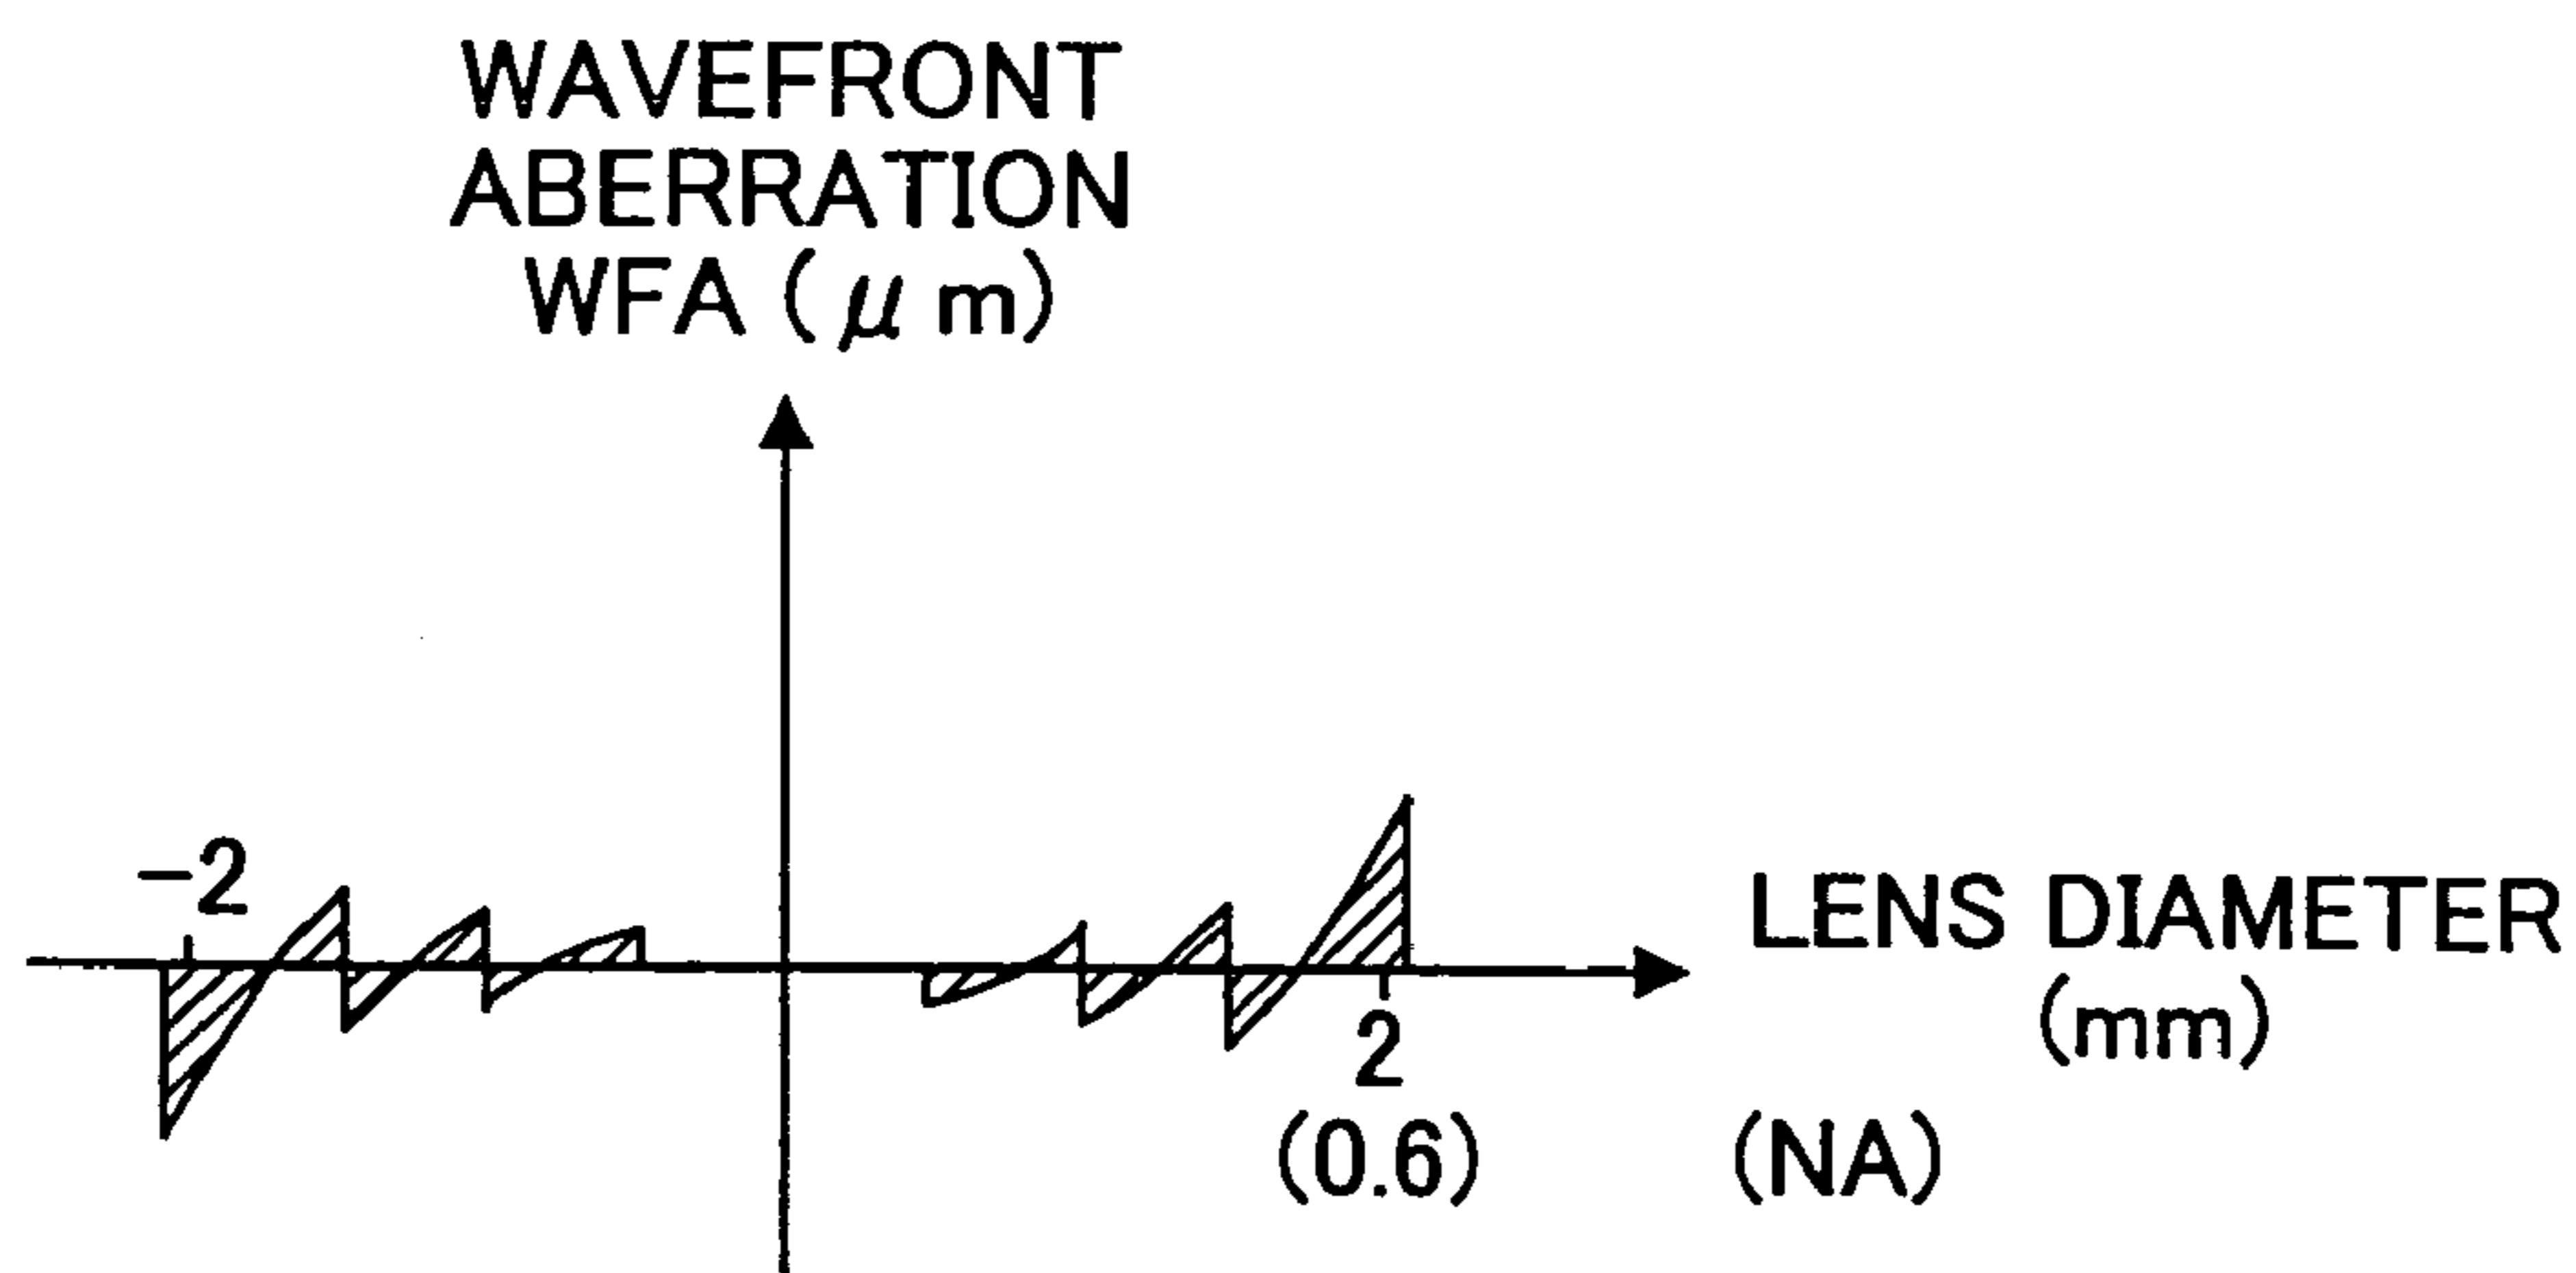 WAVEFRONT
ABERRATION
WFA (μm)
−2
LENS DIAMETER
(mm)
2
(0.6) (NA)